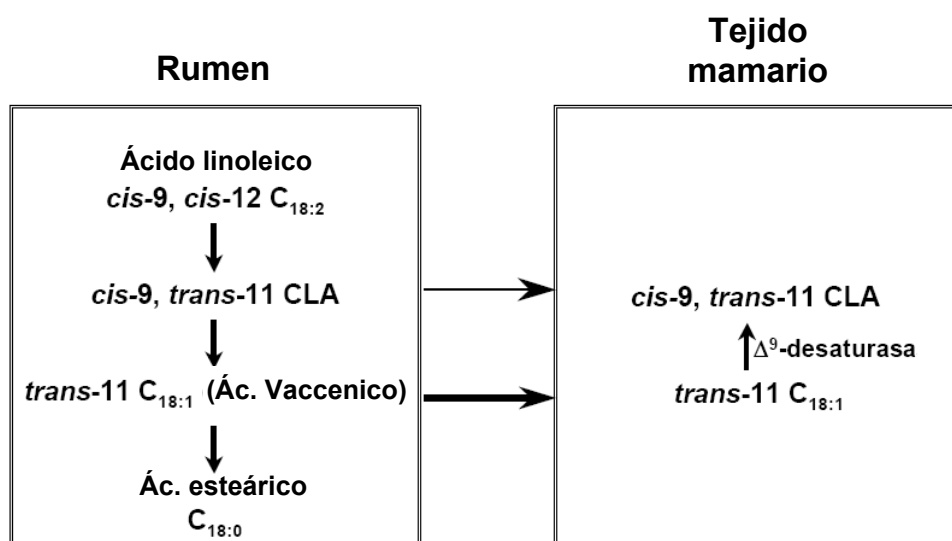 Rumen
Ácido linoleico
cis-9, cis-12 C18:2
cis-9, trans-11 CLA
trans-11 C18:1 (Ác. Vaccenico)
Ác. esteárico
C18:0
Tejido
mamario
cis-9, trans-11 CLA
Δ9-desaturasa
trans-11 C18:1